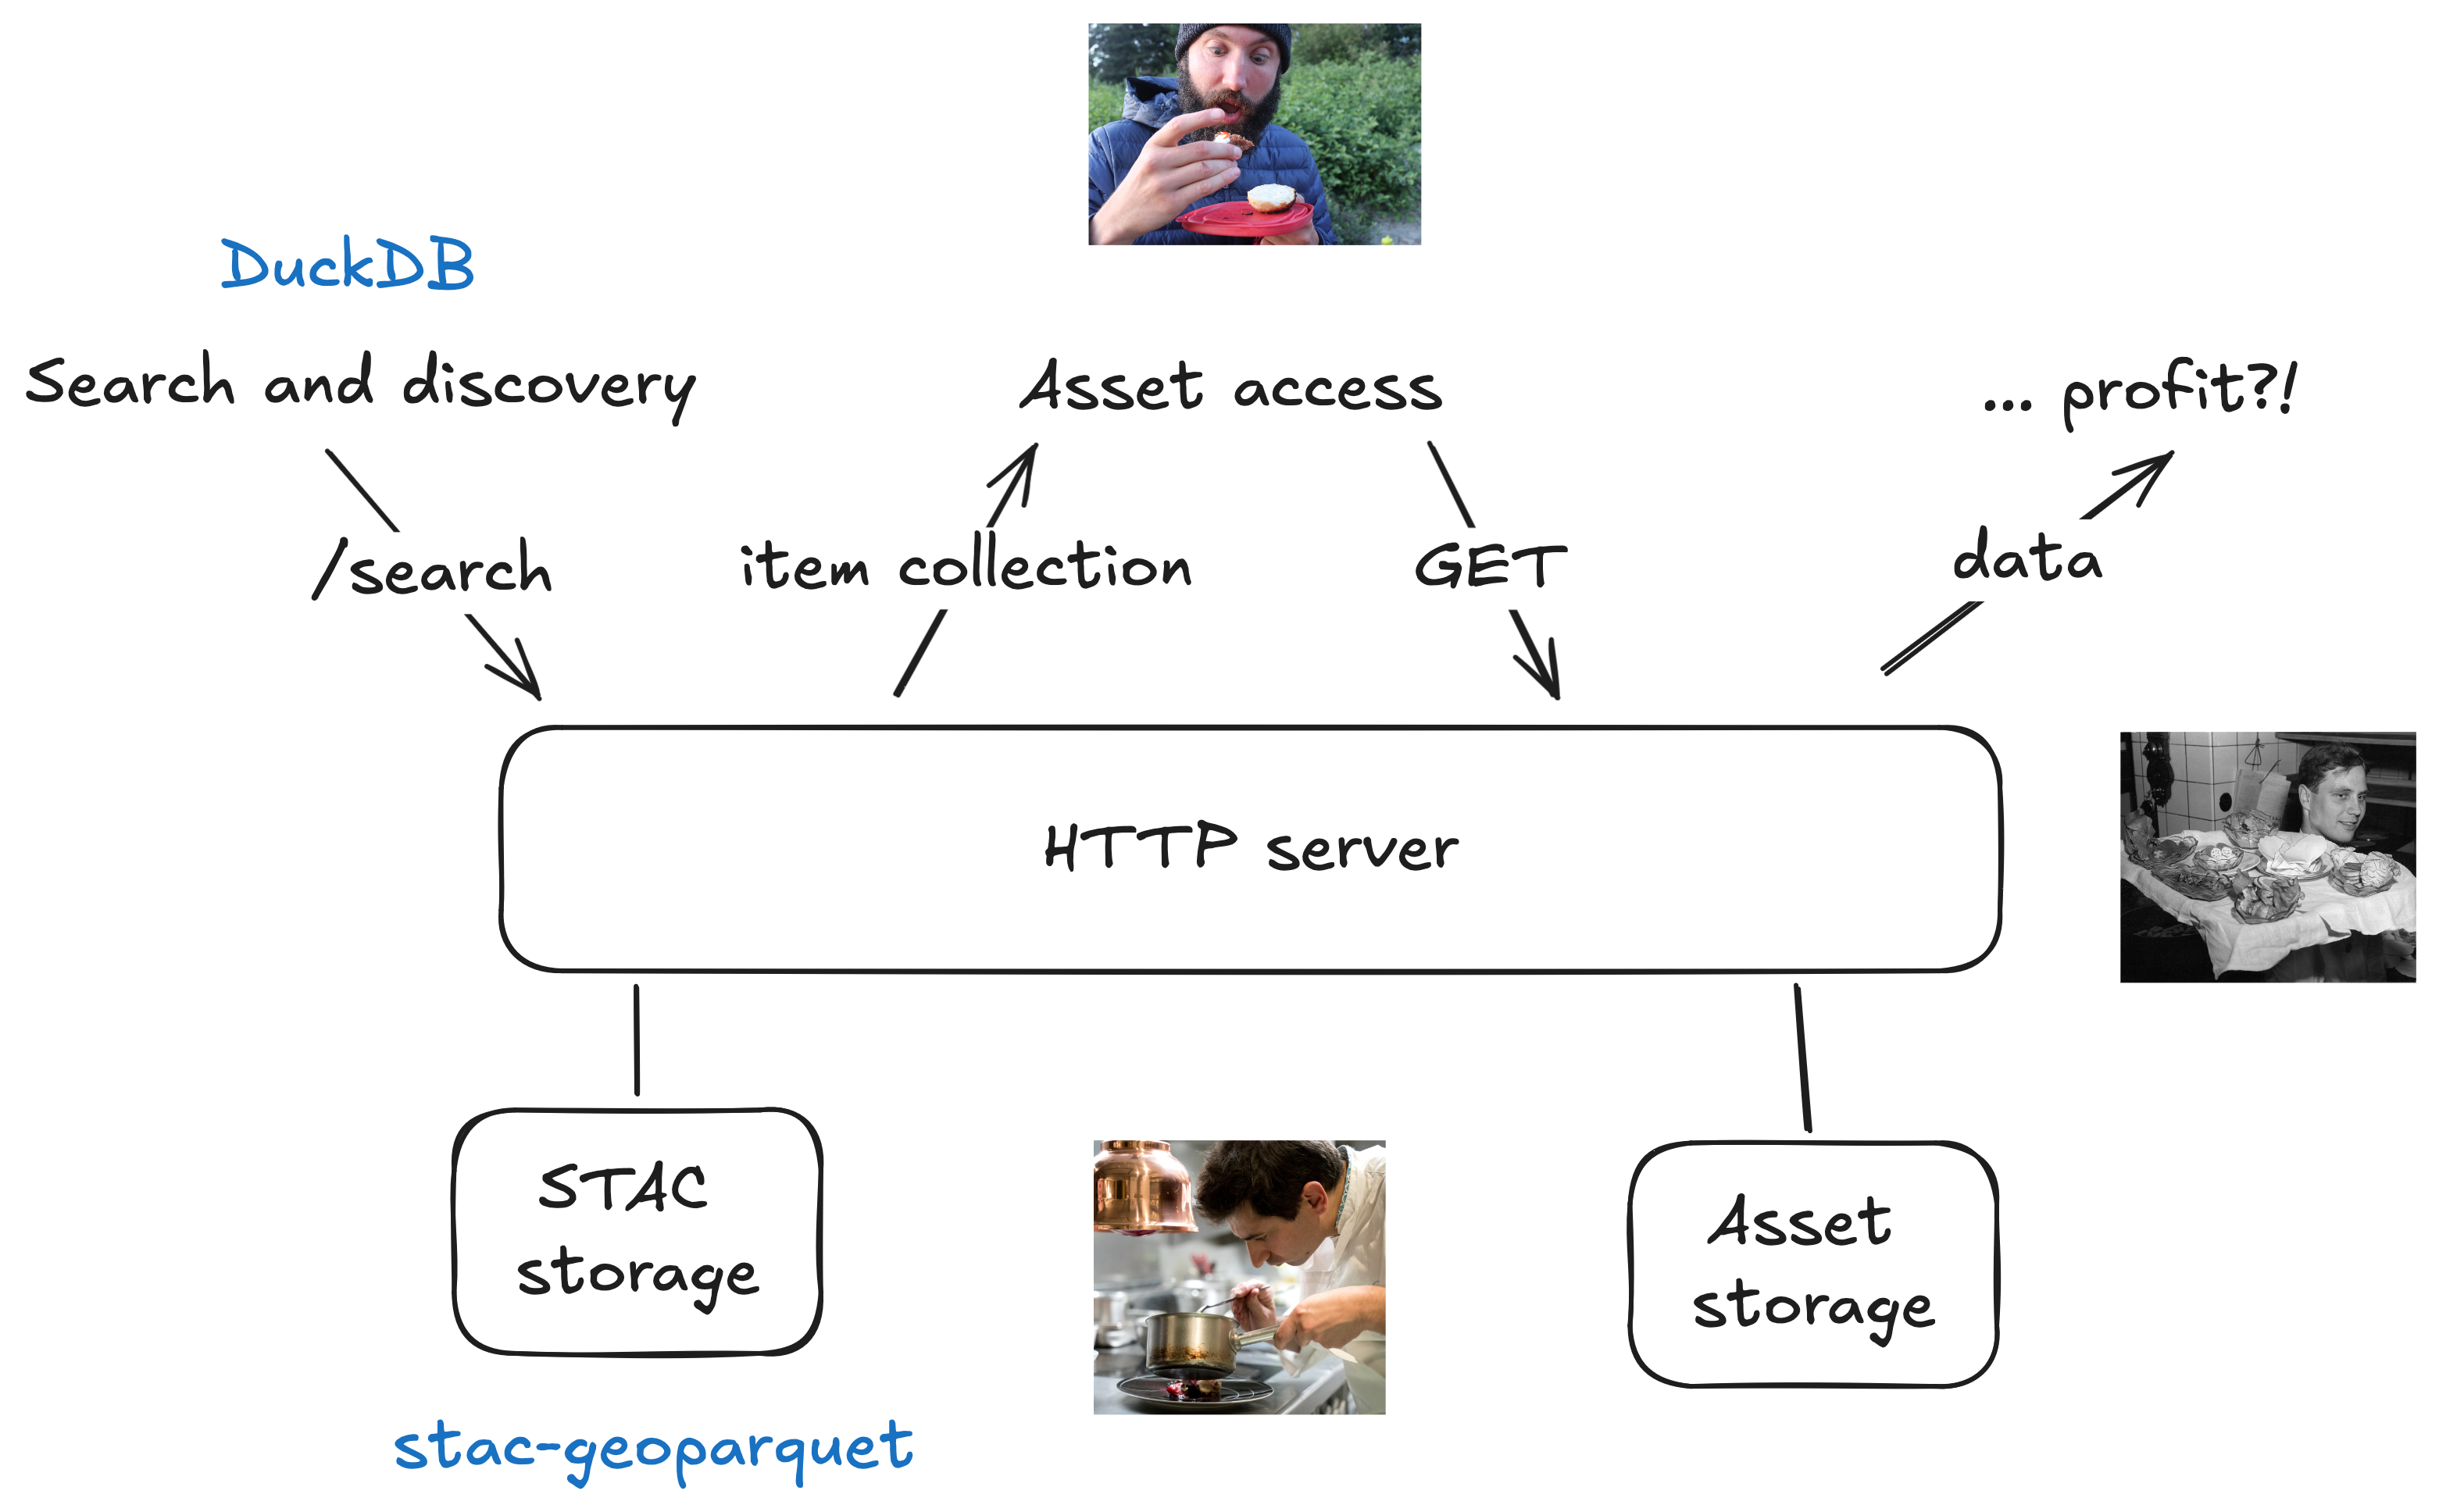 DuckDB
Search and discovery
Asset access
... profit?!
/search
item collection
GET
data
HTTP server
STAC
storage
Asset
storage
stac-geoparquet